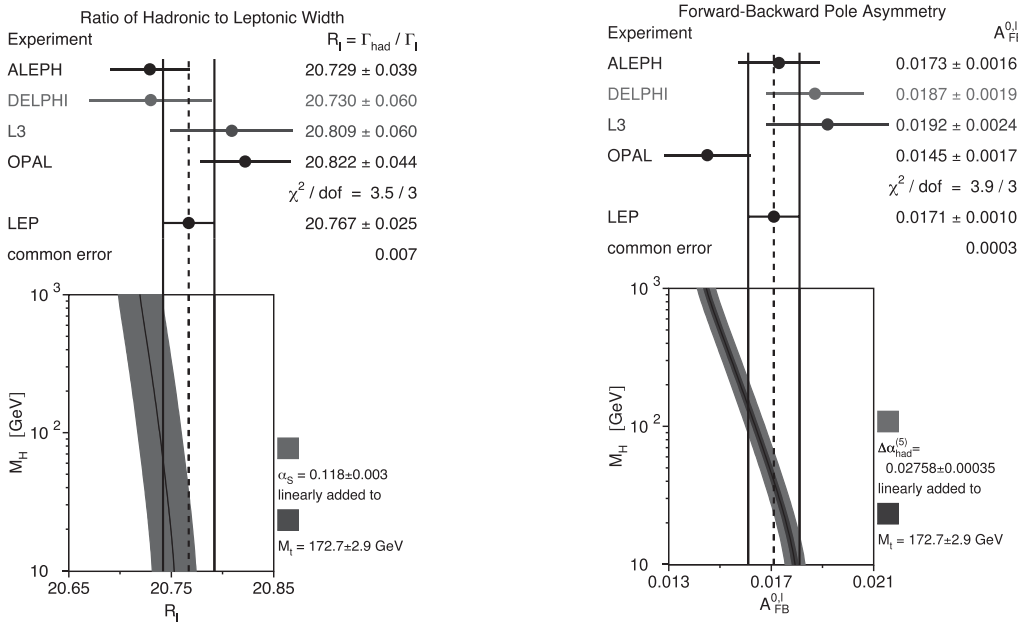 Ratio of Hadronic to Leptonic Width
Experiment R_l = Γ_had / Γ_l
ALEPH 20.729 ± 0.039
DELPHI 20.730 ± 0.060
L3 20.809 ± 0.060
OPAL 20.822 ± 0.044
χ² / dof = 3.5 / 3
LEP 20.767 ± 0.025
common error 0.007
10³
10²
10
M_H [GeV]
20.65 20.75 20.85
R_l
α_S = 0.118±0.003
linearly added to
M_t = 172.7±2.9 GeV
Forward-Backward Pole Asymmetry
Experiment A_FB^0,l
ALEPH 0.0173 ± 0.0016
DELPHI 0.0187 ± 0.0019
L3 0.0192 ± 0.0024
OPAL 0.0145 ± 0.0017
χ² / dof = 3.9 / 3
LEP 0.0171 ± 0.0010
common error 0.0003
10³
10²
10
M_H [GeV]
0.013 0.017 0.021
A_FB^0,l
Δα_had^(5)=
0.02758±0.00035
linearly added to
M_t = 172.7±2.9 GeV